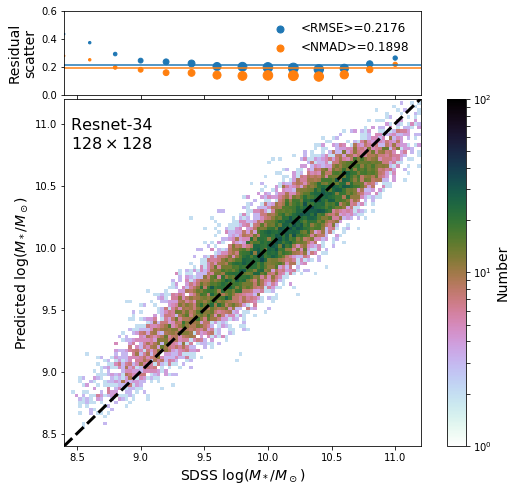 0.6
0.4
0.2
0.0
Residual
scatter
<RMSE>=0.2176
<NMAD>=0.1898
Resnet-34
128 × 128
11.0
10.5
10.0
9.5
9.0
8.5
Predicted log(M*/M⊙)
8.5 9.0 9.5 10.0 10.5 11.0
SDSS log(M*/M⊙)
10²
10¹
10⁰
Number